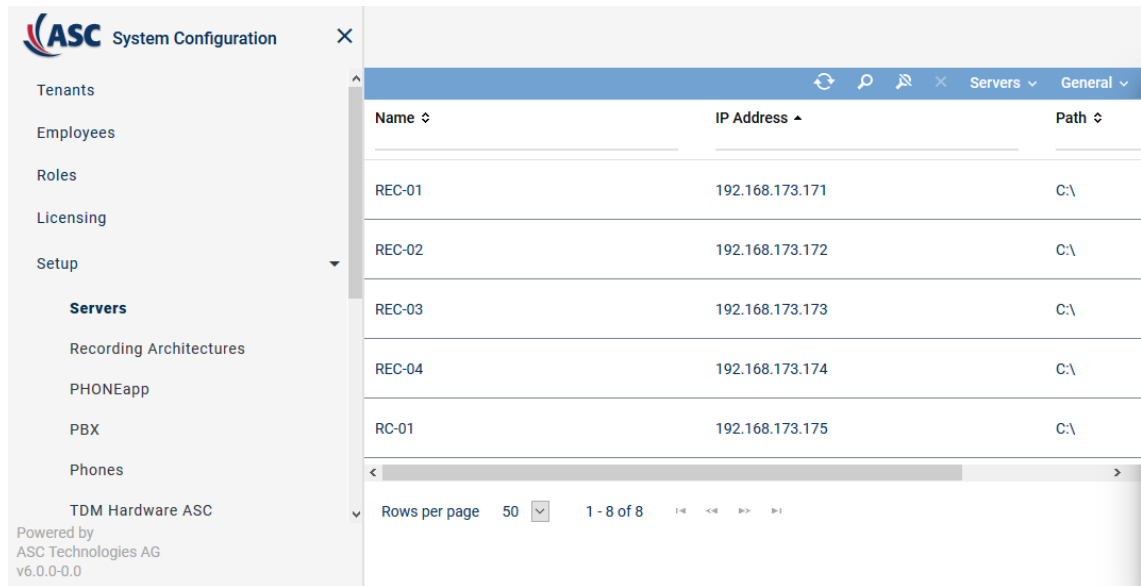 ASC System Configuration
Servers General
Tenants
Employees
Roles
Licensing
Setup
Servers
Recording Architectures
PHONEapp
PBX
Phones
TDM Hardware ASC
Powered by
ASC Technologies AG
v6.0.0-0.0
Name IP Address Path
REC-01 192.168.173.171 C:\
REC-02 192.168.173.172 C:\
REC-03 192.168.173.173 C:\
REC-04 192.168.173.174 C:\
RC-01 192.168.173.175 C:\
Rows per page 50 1 - 8 of 8